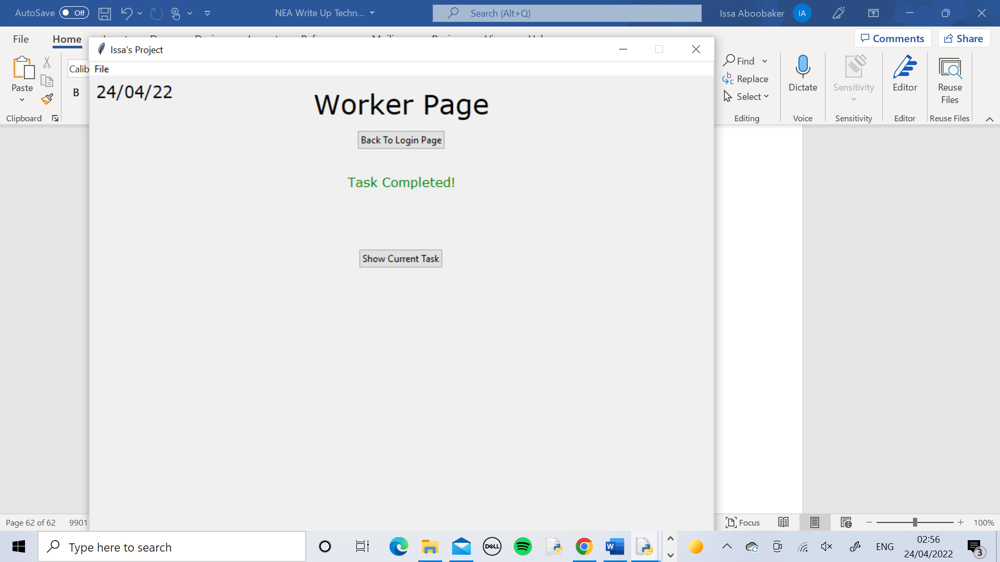 AutoSave Off NEA Write Up Techn... Search (Alt+Q) Issa Aboobaker IA
File Home Comments Share
Issa's Project
File
24/04/22
Worker Page
Back To Login Page
Task Completed!
Show Current Task
Paste
Calib
B
Clipboard
Find
Replace
Select
Editing
Dictate
Voice
Sensitivity
Sensitivity
Editor
Editor
Reuse
Files
Reuse Files
Page 62 of 62 9901 Focus 100%
Type here to search DELL W ENG 02:56
24/04/2022 3